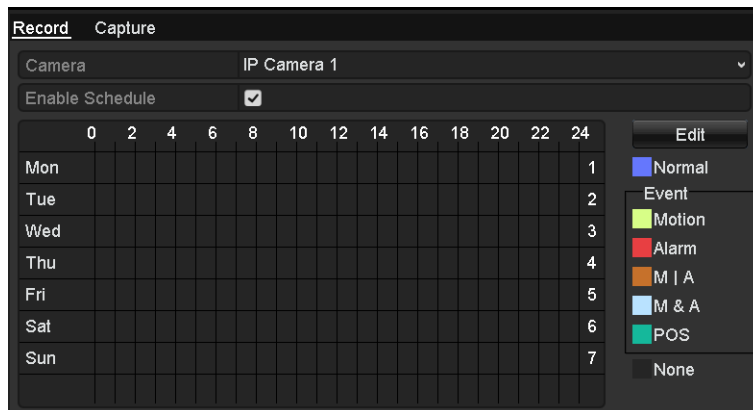 Record Capture
Camera IP Camera 1
Enable Schedule
0 2 4 6 8 10 12 14 16 18 20 22 24
Edit
Mon 1
Tue 2
Wed 3
Thu 4
Fri 5
Sat 6
Sun 7
Normal
Event
Motion
Alarm
M | A
M & A
POS
None